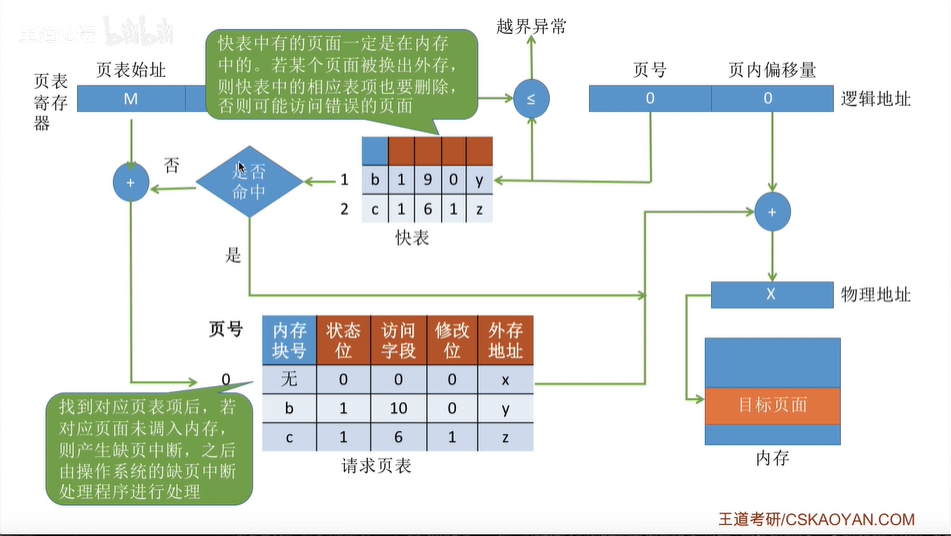 bilibili
越界异常
快表中有的页面一定是在内存
中的。若某个页面被换出外存，
则快表中的相应表项也要删除，
否则可能访问错误的页面
页表
寄存
器
页表始址
M
≤
页号 页内偏移量
0 0 逻辑地址
否
+
是否
命中
是
1 b 1 9 0 y
2 c 1 6 1 z
快表
+
X 物理地址
页号
内存
块号
状态
位
访问
字段
修改
位
外存
地址
0 无 0 0 0 x
b 1 10 0 y
c 1 6 1 z
请求页表
找到对应页表项后，若
对应页面未调入内存，
则产生缺页中断，之后
由操作系统的缺页中断
处理程序进行处理
目标页面
内存
王道考研/CSKAOYAN.COM